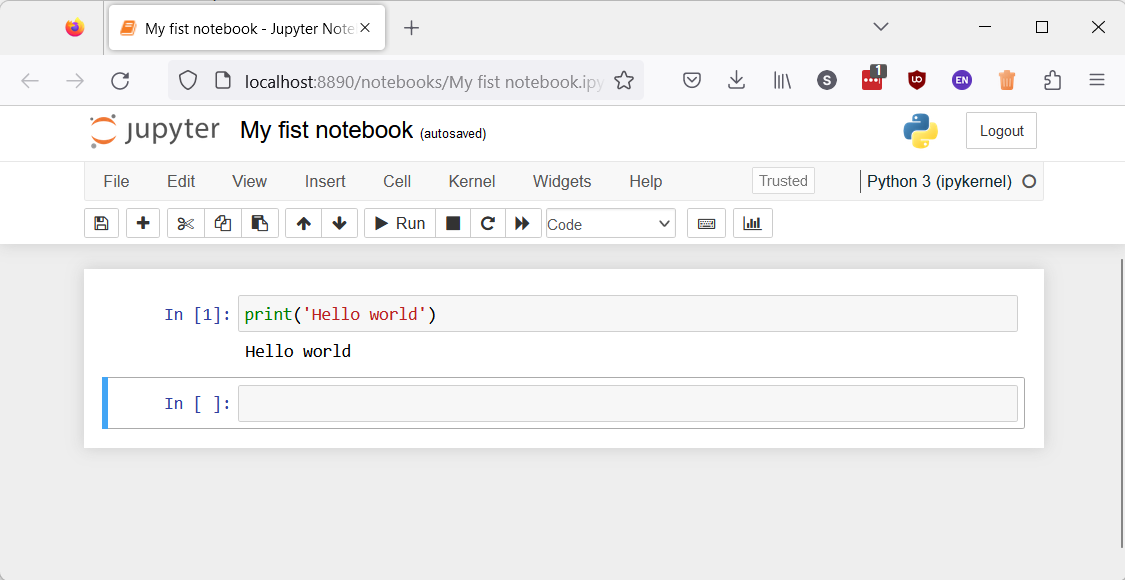 My fist notebook - Jupyter Note
localhost:8890/notebooks/My fist notebook.ipy
S
1
UD
EN
jupyter My fist notebook (autosaved)
Logout
File Edit View Insert Cell Kernel Widgets Help Trusted Python 3 (ipykernel)
Run Code
In [1]: print('Hello world')
Hello world
In [ ]: